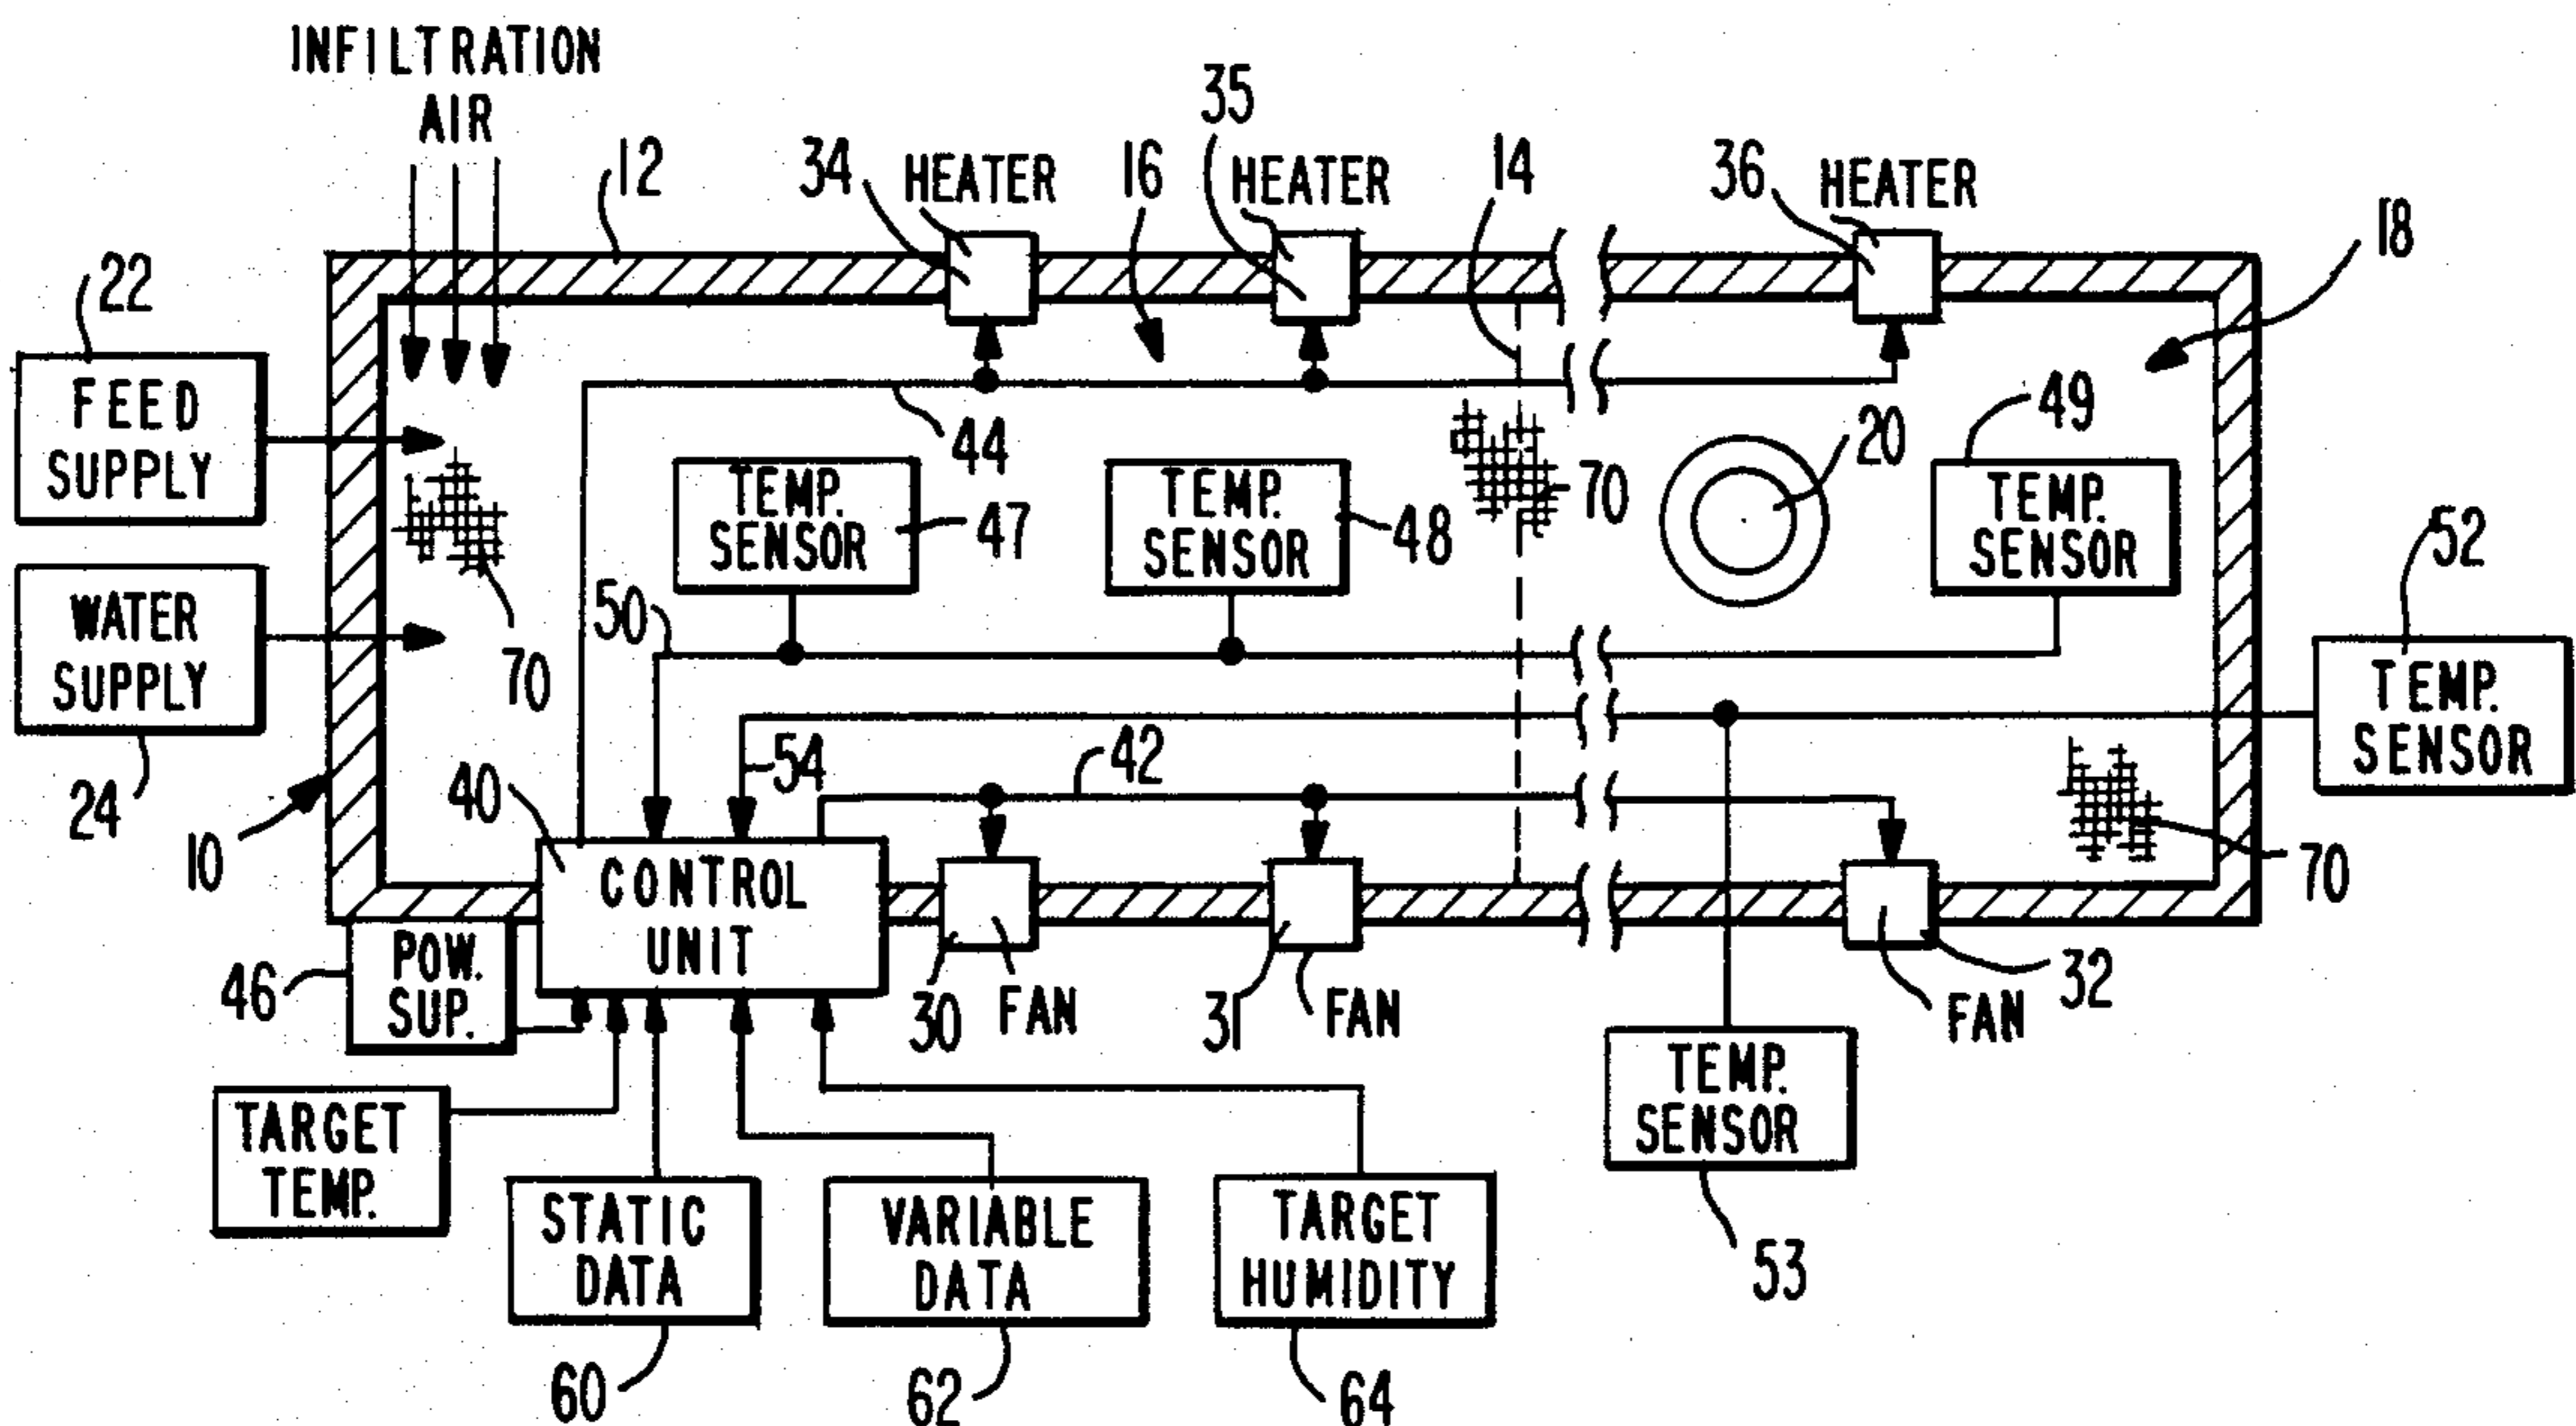 INFILTRATION
AIR
12
34
HEATER
16
35
HEATER
14
36
HEATER
18
22
FEED
SUPPLY
44
TEMP.
SENSOR
47
TEMP.
SENSOR
48
70
20
49
TEMP.
SENSOR
52
TEMP.
SENSOR
WATER
SUPPLY
24
70
50
54
42
40
10
CONTROL
UNIT
46
POW.
SUP.
30
FAN
31
FAN
FAN
32
70
TARGET
TEMP.
STATIC
DATA
60
VARIABLE
DATA
62
TARGET
HUMIDITY
64
TEMP.
SENSOR
53